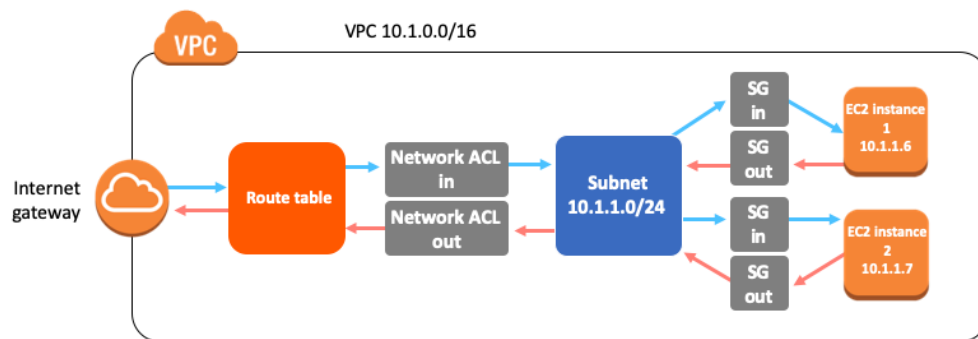 VPC
VPC 10.1.0.0/16
Internet
gateway
Route table
Network ACL
in
Network ACL
out
Subnet
10.1.1.0/24
SG
in
SG
out
EC2 instance
1
10.1.1.6
SG
in
SG
out
EC2 instance
2
10.1.1.7